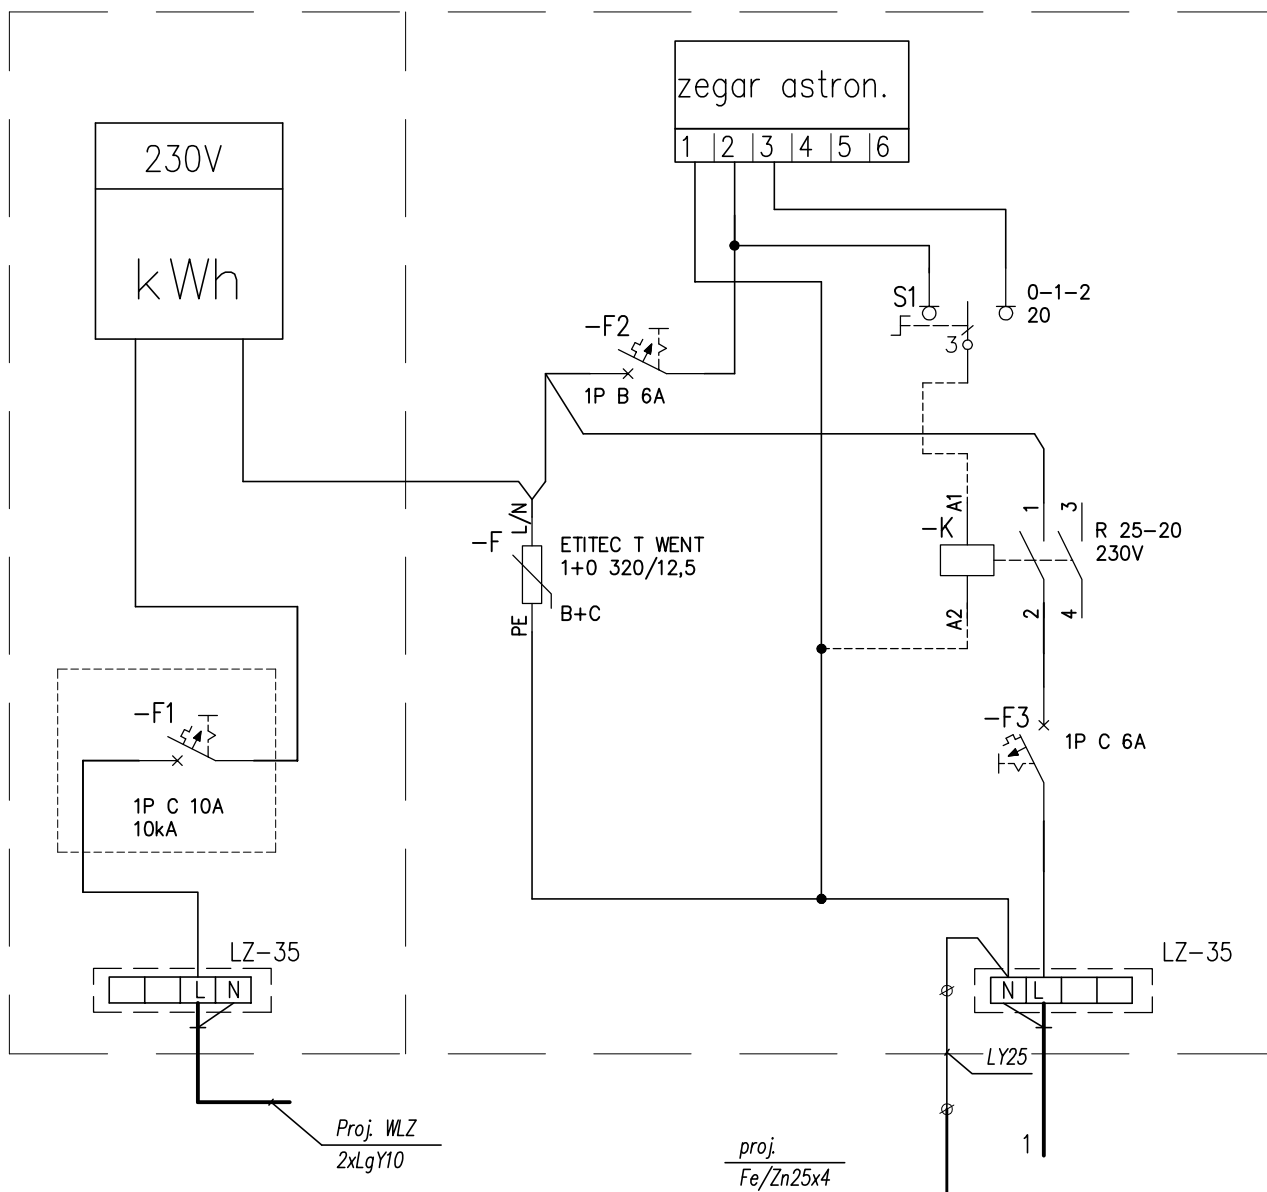 zegar astron.
1 2 3 4 5 6
230V
kWh
S1
0-1-2
20
3
-F2
1P B 6A
L/N
-F
ETITEC T WENT
1+0 320/12,5
B+C
PE
A1
-K
A2
1
3
R 25-20
230V
2
4
-F1
1P C 10A
10kA
-F3
1P C 6A
LZ-35
L N
LZ-35
N L
LY25
Proj. WLZ
2xLgY10
proj.
Fe/Zn25x4
1